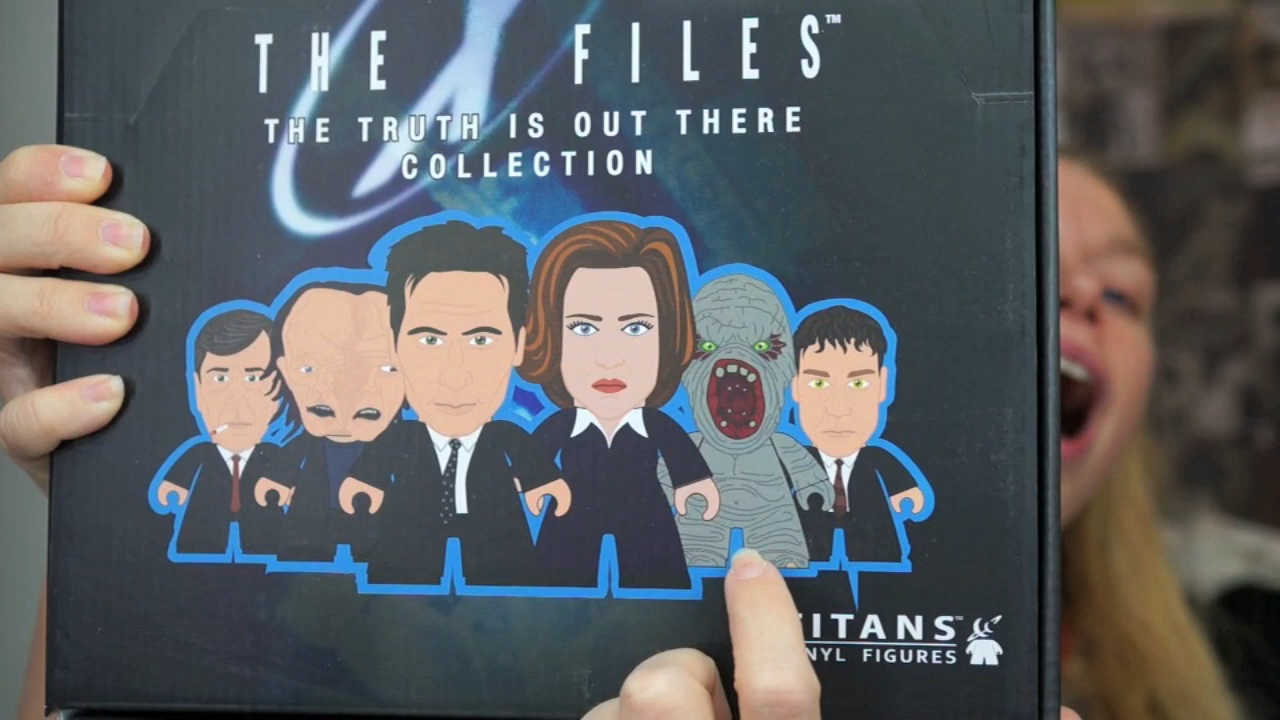 THE FILES™
THE TRUTH IS OUT THERE
COLLECTION
ITANS™
NYL FIGURES